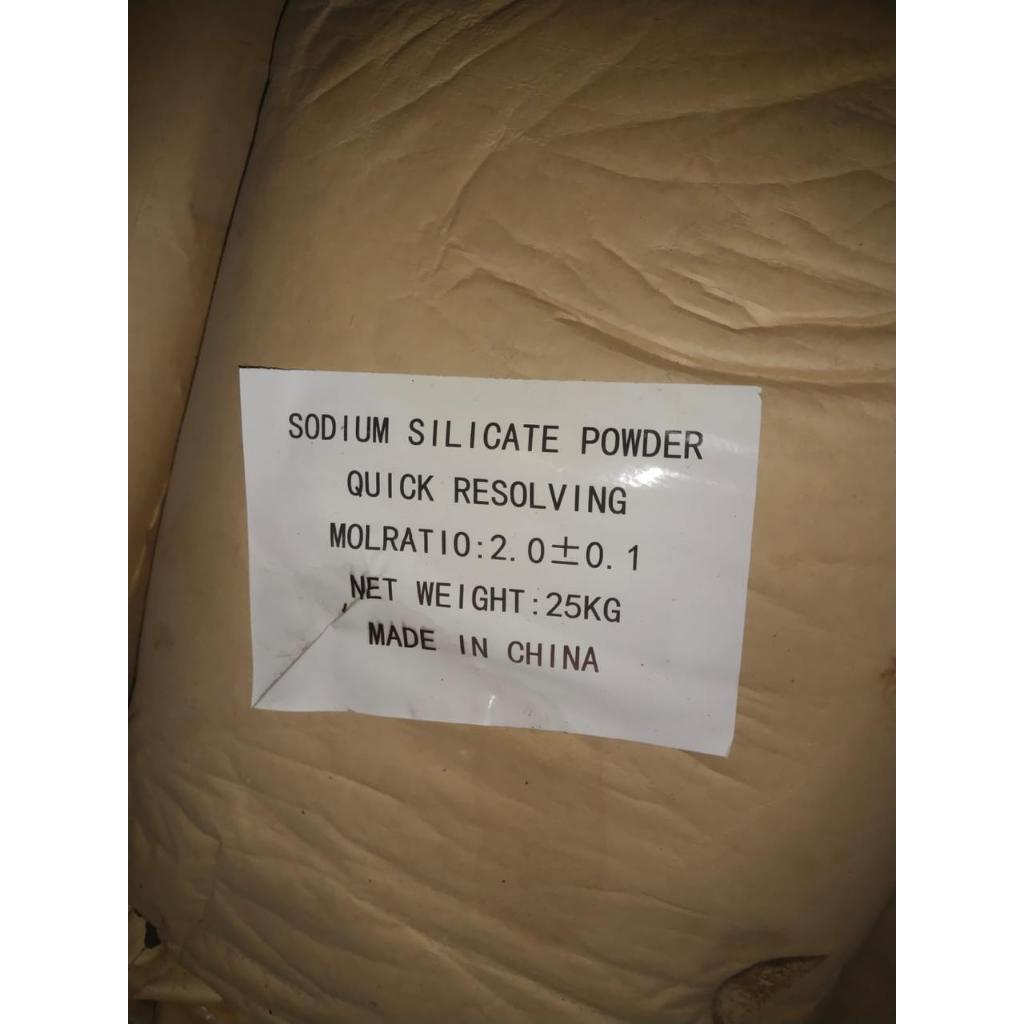 SODIUM SILICATE POWDER
QUICK RESOLVING
MOLRATIO:2.0±0.1
NET WEIGHT:25KG
MADE IN CHINA